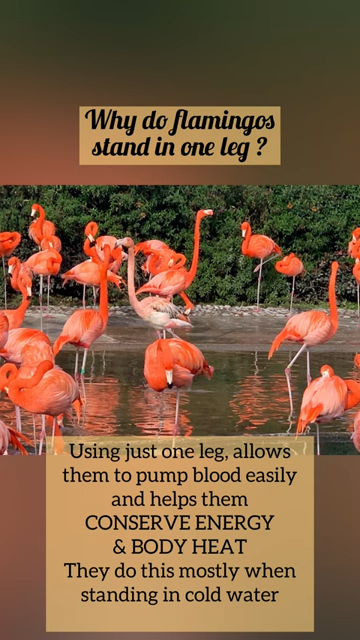 Why do flamingos
stand in one leg ?
Using just one leg, allows
them to pump blood easily
and helps them
CONSERVE ENERGY
& BODY HEAT
They do this mostly when
standing in cold water